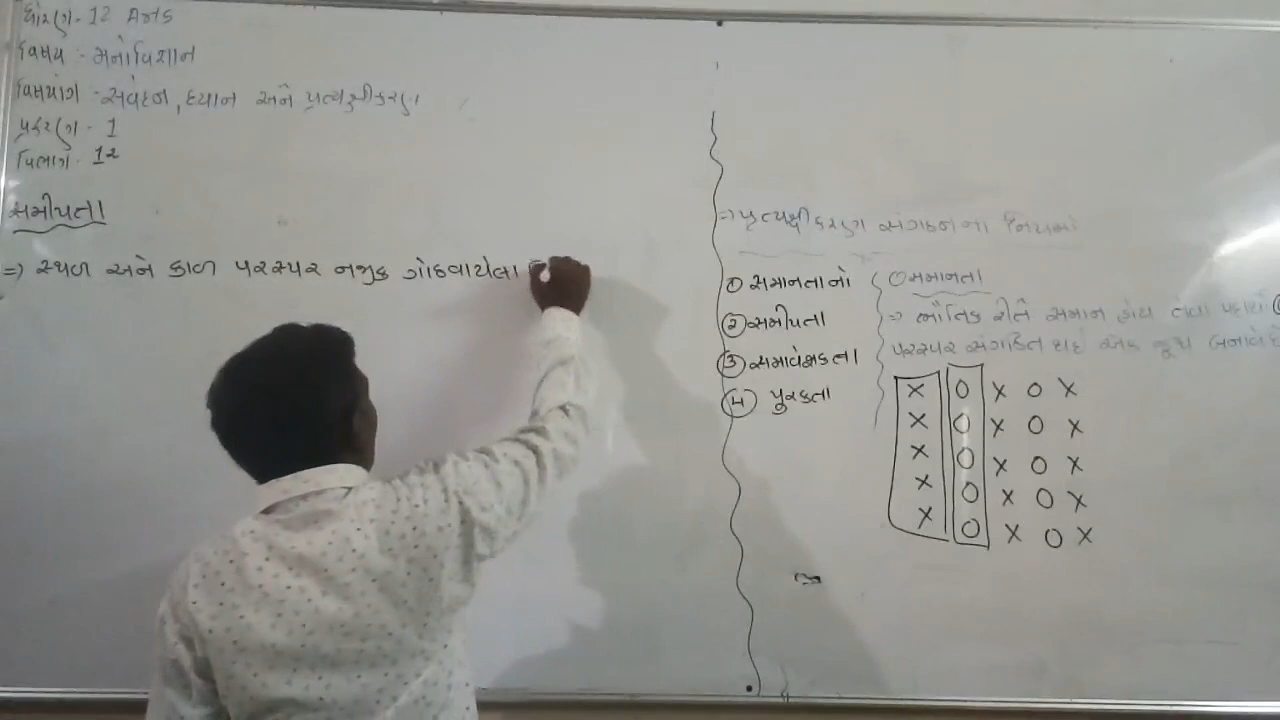 ધોરણ - 12 Arts
વિષય - મનોવિજ્ઞાન
વિષયાંગ - સંવેદન, ધ્યાન અને પ્રત્યક્ષીકરણ
પ્રકરણ - 1
વિભાગ - 12
સમીપતા
=> સ્થળ અને કાળ પરસ્પર નજીક ગોઠવાયેલા
=> પ્રત્યક્ષીકરણ સંગઠનના નિયમો
① સમાનતાનો
② સમીપતા
③ સમાવેશકતા
④ પુરકતા
① સમાનતા
=> ભૌતિક રીતે સમાન હોય તેવા પદાર્થો
પરસ્પર સંગઠિત થઈ એક જૂથ બનાવે છે
X O X O X
X O X O X
X O X O X
X O X O X
X O X O X